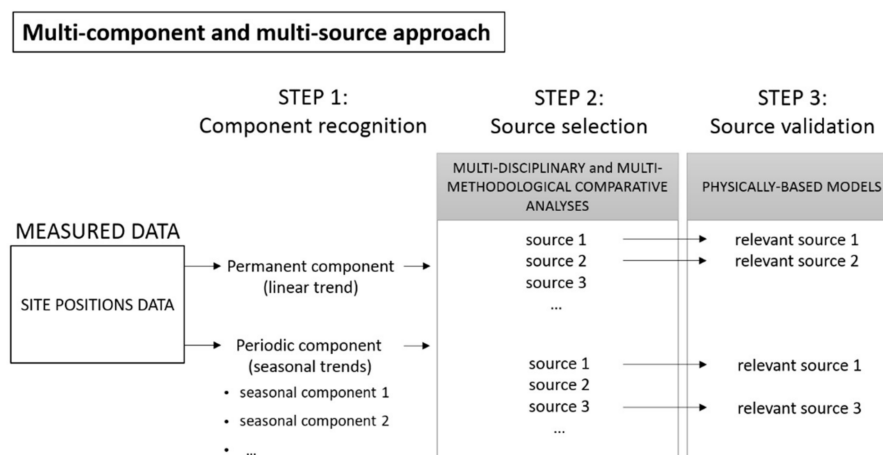 Multi-component and multi-source approach
STEP 1:
Component recognition
STEP 2:
Source selection
STEP 3:
Source validation
MULTI-DISCIPLINARY and MULTI-
METHODOLOGICAL COMPARATIVE
ANALYSES
PHYSICALLY-BASED MODELS
MEASURED DATA
SITE POSITIONS DATA
Permanent component
(linear trend)
source 1
source 2
source 3
...
relevant source 1
relevant source 2
Periodic component
(seasonal trends)
• seasonal component 1
• seasonal component 2
• ...
source 1
source 2
source 3
...
relevant source 1
relevant source 3